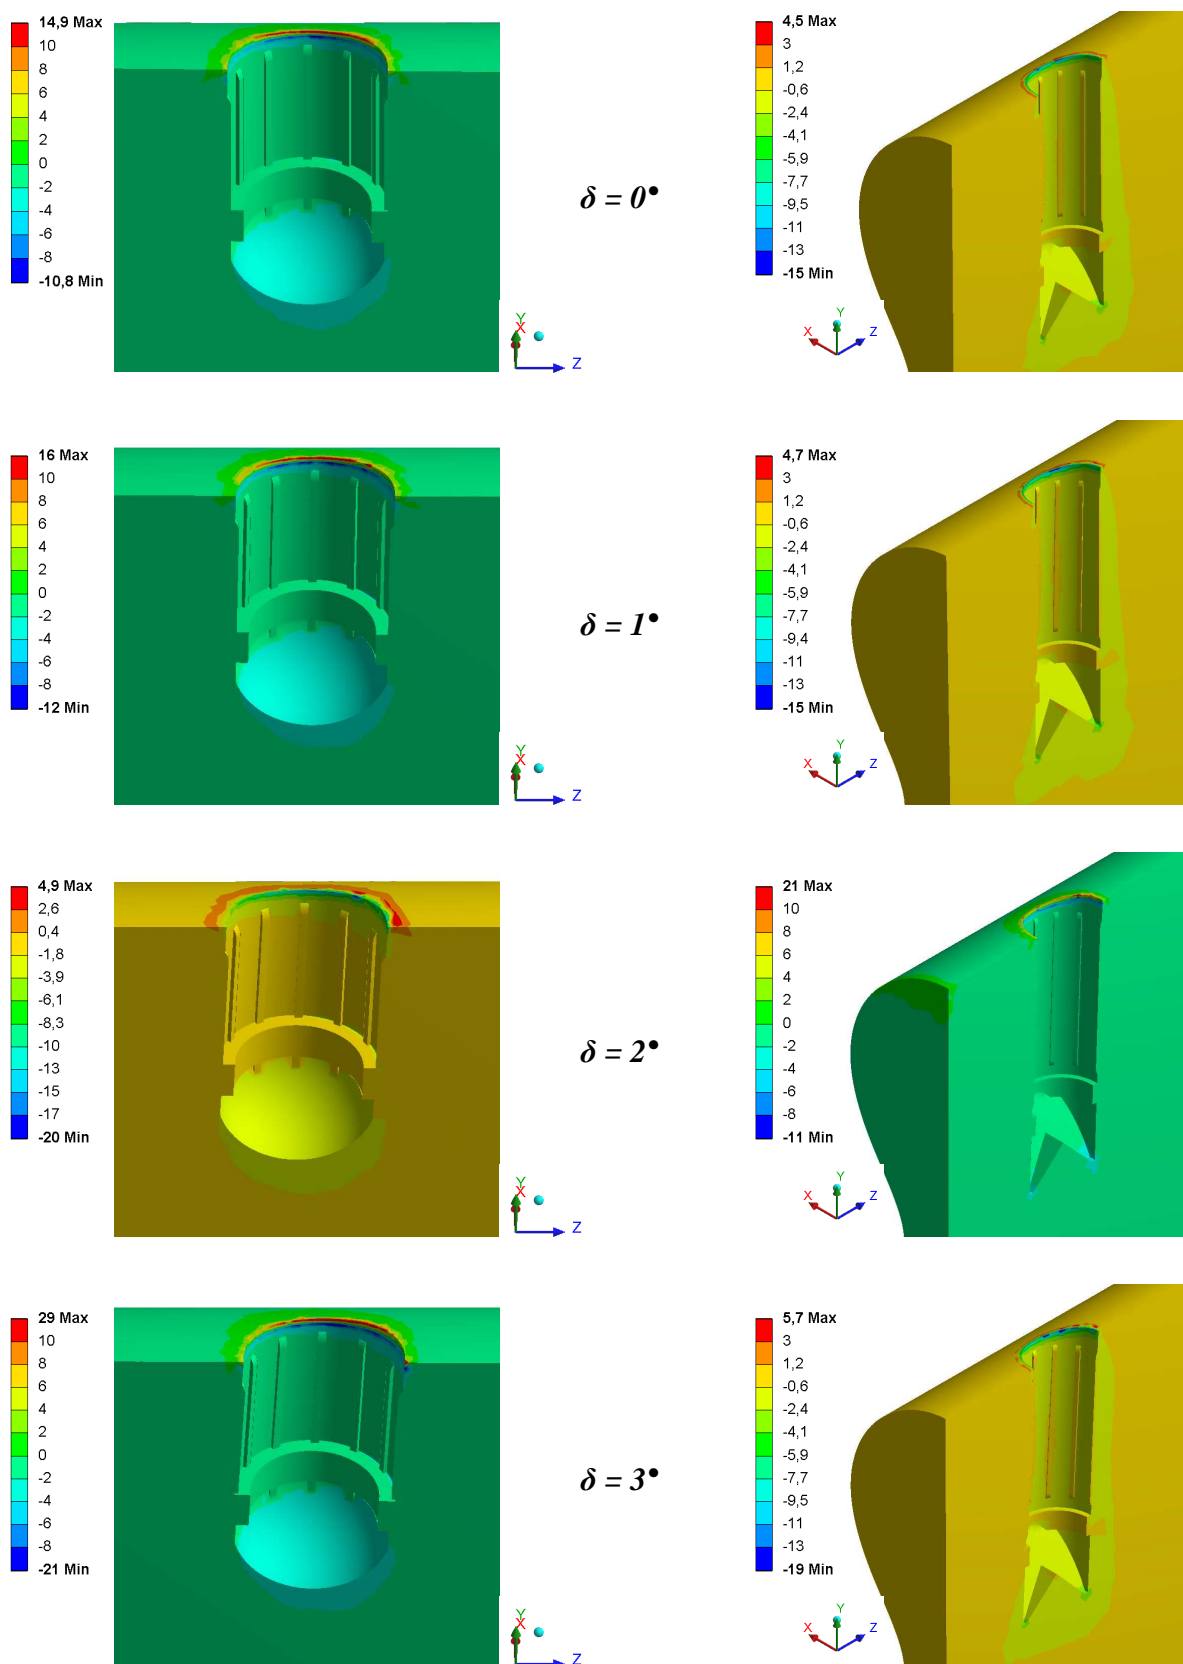 14,9 Max
10
8
6
4
2
0
-2
-4
-6
-8
-10,8 Min
Y
X
Z
δ = 0•
4,5 Max
3
1,2
-0,6
-2,4
-4,1
-5,9
-7,7
-9,5
-11
-13
-15 Min
X
Y
Z
16 Max
10
8
6
4
2
0
-2
-4
-6
-8
-12 Min
Y
X
Z
δ = 1•
4,7 Max
3
1,2
-0,6
-2,4
-4,1
-5,9
-7,7
-9,4
-11
-13
-15 Min
X
Y
Z
4,9 Max
2,6
0,4
-1,8
-3,9
-6,1
-8,3
-10
-13
-15
-17
-20 Min
Y
X
Z
δ = 2•
21 Max
10
8
6
4
2
0
-2
-4
-6
-8
-11 Min
X
Y
Z
29 Max
10
8
6
4
2
0
-2
-4
-6
-8
-21 Min
Y
X
Z
δ = 3•
5,7 Max
3
1,2
-0,6
-2,4
-4,1
-5,9
-7,7
-9,5
-11
-13
-19 Min
X
Y
Z